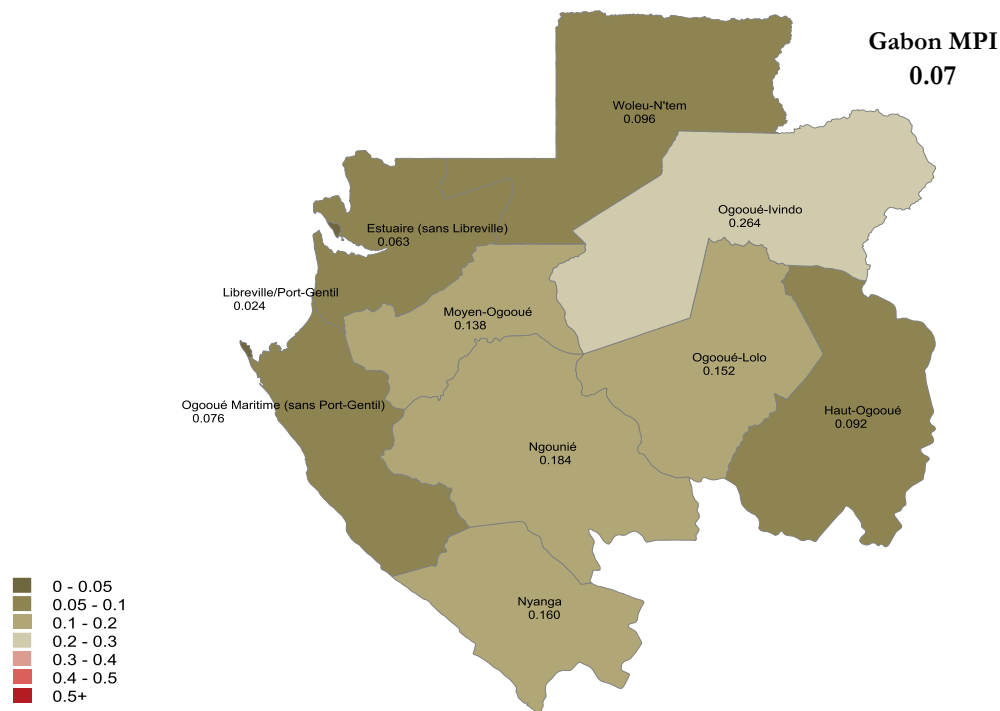 Gabon MPI
0.07
Woleu-N'tem
0.096
Ogooué-Ivindo
0.264
Estuaire (sans Libreville)
0.063
Libreville/Port-Gentil
0.024
Moyen-Ogooué
0.138
Ogooué-Lolo
0.152
Ogooué Maritime (sans Port-Gentil)
0.076
Haut-Ogooué
0.092
Ngounié
0.184
Nyanga
0.160
0 - 0.05
0.05 - 0.1
0.1 - 0.2
0.2 - 0.3
0.3 - 0.4
0.4 - 0.5
0.5+